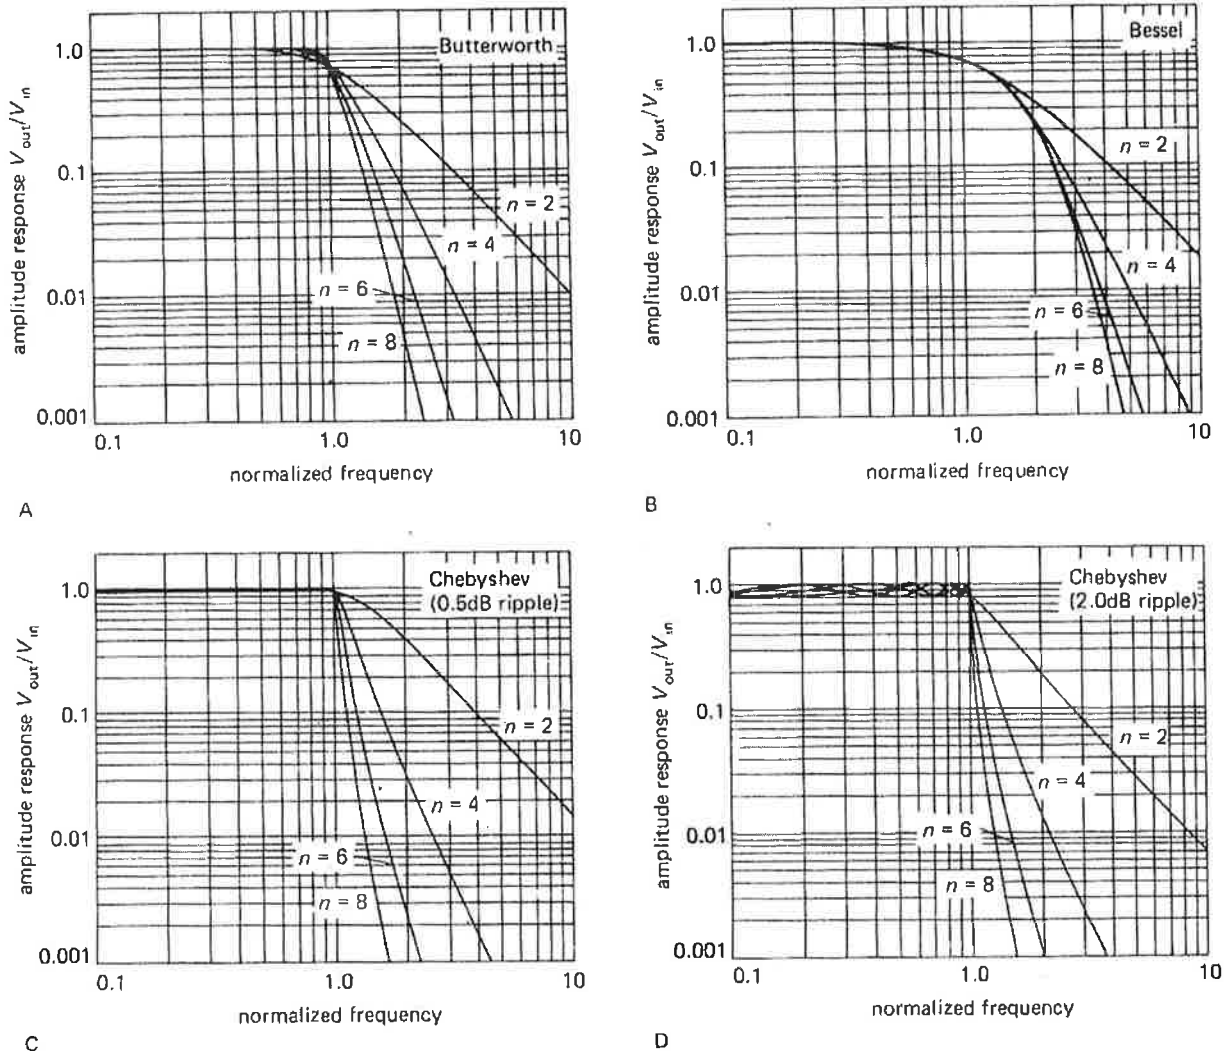 Butterworth
amplitude response Vout/Vin
1.0
0.1
0.01
0.001
n = 2
n = 4
n = 6
n = 8
0.1 1.0 10
normalized frequency
A
Bessel
amplitude response Vout/Vin
1.0
0.1
0.01
0.001
n = 2
n = 4
n = 6
n = 8
0.1 1.0 10
normalized frequency
B
Chebyshev
(0.5dB ripple)
amplitude response Vout/Vin
1.0
0.1
0.01
0.001
n = 2
n = 4
n = 6
n = 8
0.1 1.0 10
normalized frequency
C
Chebyshev
(2.0dB ripple)
amplitude response Vout/Vin
1.0
0.1
0.01
0.001
n = 2
n = 4
n = 6
n = 8
0.1 1.0 10
normalized frequency
D